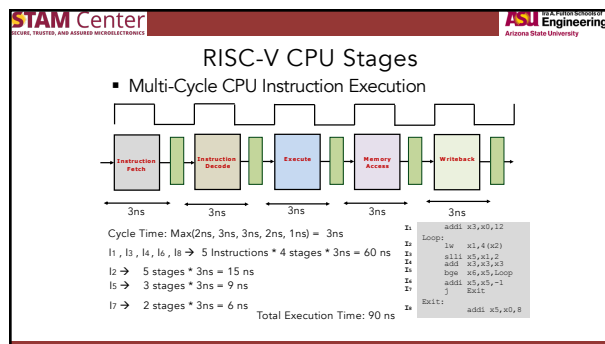 STAM Center
SECURE, TRUSTED, AND ASSURED MICROELECTRONICS
Ira A. Fulton Schools of
Engineering
Arizona State University
RISC-V CPU Stages
▪ Multi-Cycle CPU Instruction Execution
Instruction
Fetch
Instruction
Decode
Execute
Memory
Access
Writeback
3ns 3ns 3ns 3ns 3ns
Cycle Time: Max(2ns, 3ns, 3ns, 2ns, 1ns) = 3ns
I1 , I3 , I4 , I6 , I8 → 5 Instructions * 4 stages * 3ns = 60 ns
I2 → 5 stages * 3ns = 15 ns
I5 → 3 stages * 3ns = 9 ns
I7 → 2 stages * 3ns = 6 ns
Total Execution Time: 90 ns
I1 addi x3,x0,12
Loop:
I2 lw x1,4(x2)
I3 slli x5,x1,2
I4 add x3,x3,x3
I5 bge x6,x5,Loop
I6 addi x5,x5,-1
I7 j Exit
Exit:
I8 addi x5,x0,8